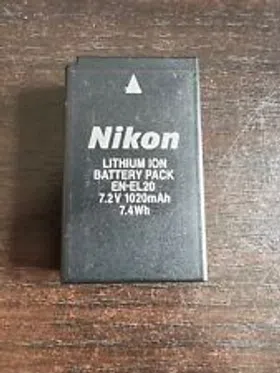 Nikon
LITHIUM ION
BATTERY PACK
EN-EL20
7.2V 1020mAh
7.4Wh